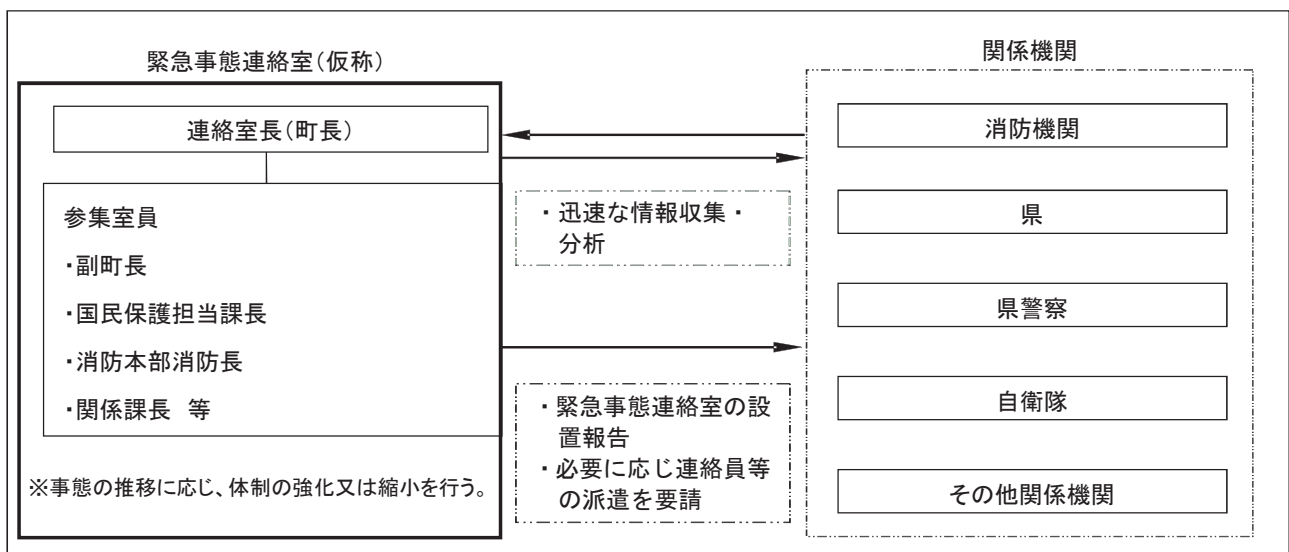 緊急事態連絡室(仮称)
連絡室長(町長)
参集室員
・副町長
・国民保護担当課長
・消防本部消防長
・関係課長　等
※事態の推移に応じ、体制の強化又は縮小を行う。
・迅速な情報収集・
分析
・緊急事態連絡室の設
置報告
・必要に応じ連絡員等
の派遣を要請
関係機関
消防機関
県
県警察
自衛隊
その他関係機関